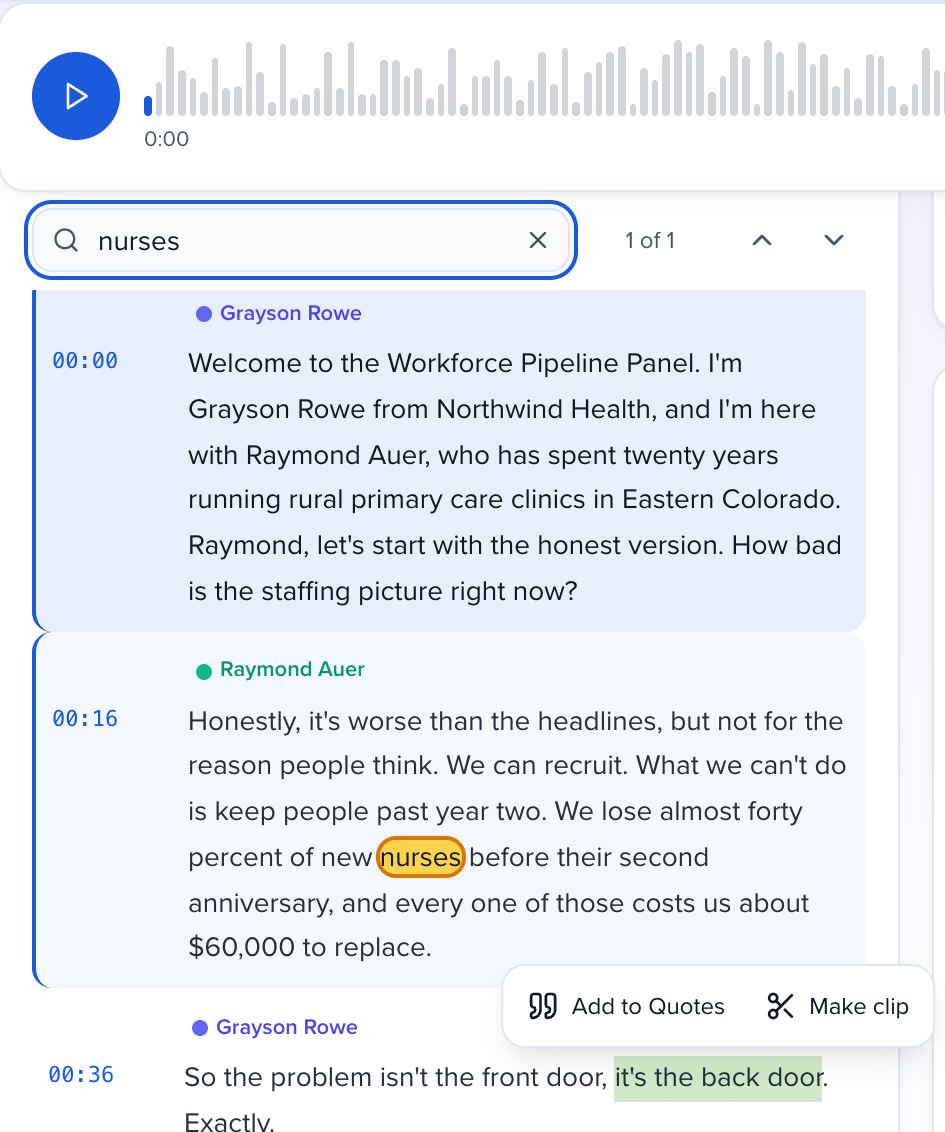 0:00
nurses
1 of 1
Grayson Rowe
00:00
Welcome to the Workforce Pipeline Panel. I'm
Grayson Rowe from Northwind Health, and I'm here
with Raymond Auer, who has spent twenty years
running rural primary care clinics in Eastern Colorado.
Raymond, let's start with the honest version. How bad
is the staffing picture right now?
Raymond Auer
00:16
Honestly, it's worse than the headlines, but not for the
reason people think. We can recruit. What we can't do
is keep people past year two. We lose almost forty
percent of new nurses before their second
anniversary, and every one of those costs us about
$60,000 to replace.
Add to Quotes
Make clip
Grayson Rowe
00:36
So the problem isn't the front door, it's the back door.
Exactly.